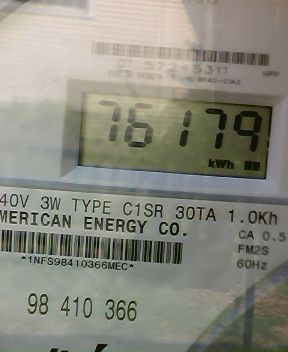 76179
kWh
40V 3W TYPE C1SR 30TA 1.0Kh
MERICAN ENERGY CO.
CA 0.5
FM2S
60Hz
*1NFS98410366MEC*
98 410 366